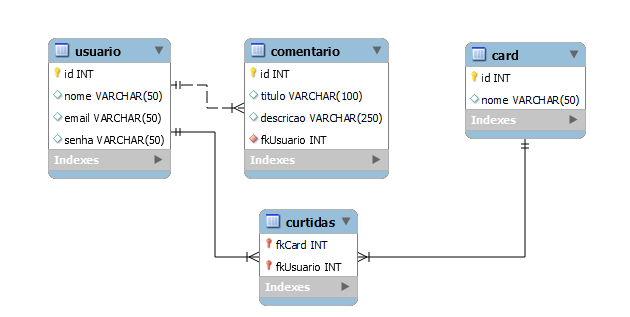 usuario
id INT
nome VARCHAR(50)
email VARCHAR(50)
senha VARCHAR(50)
Indexes
comentario
id INT
titulo VARCHAR(100)
descricao VARCHAR(250)
fkUsuario INT
Indexes
card
id INT
nome VARCHAR(50)
Indexes
curtidas
fkCard INT
fkUsuario INT
Indexes